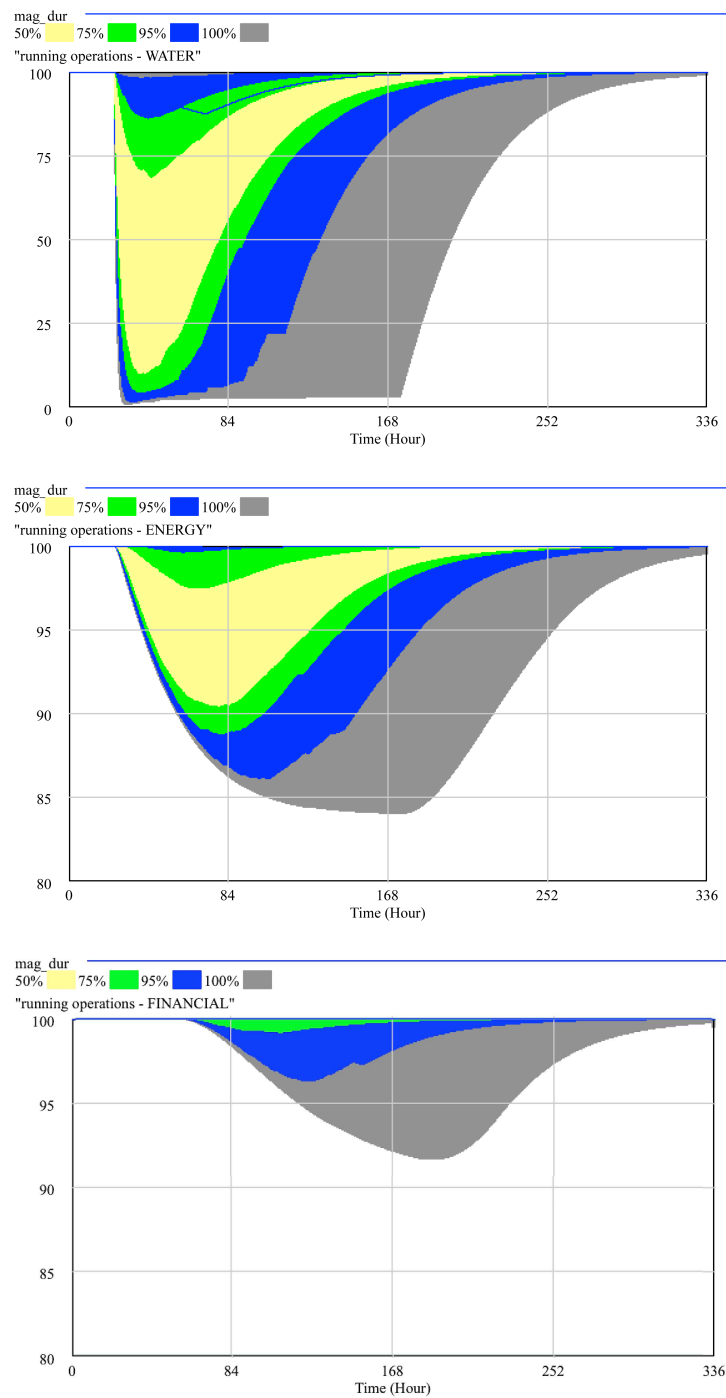 mag_dur
50% 75% 95% 100%
"running operations - WATER"
100
75
50
25
0
0 84 168 252 336
Time (Hour)
mag_dur
50% 75% 95% 100%
"running operations - ENERGY"
100
95
90
85
80
0 84 168 252 336
Time (Hour)
mag_dur
50% 75% 95% 100%
"running operations - FINANCIAL"
100
95
90
85
80
0 84 168 252 336
Time (Hour)